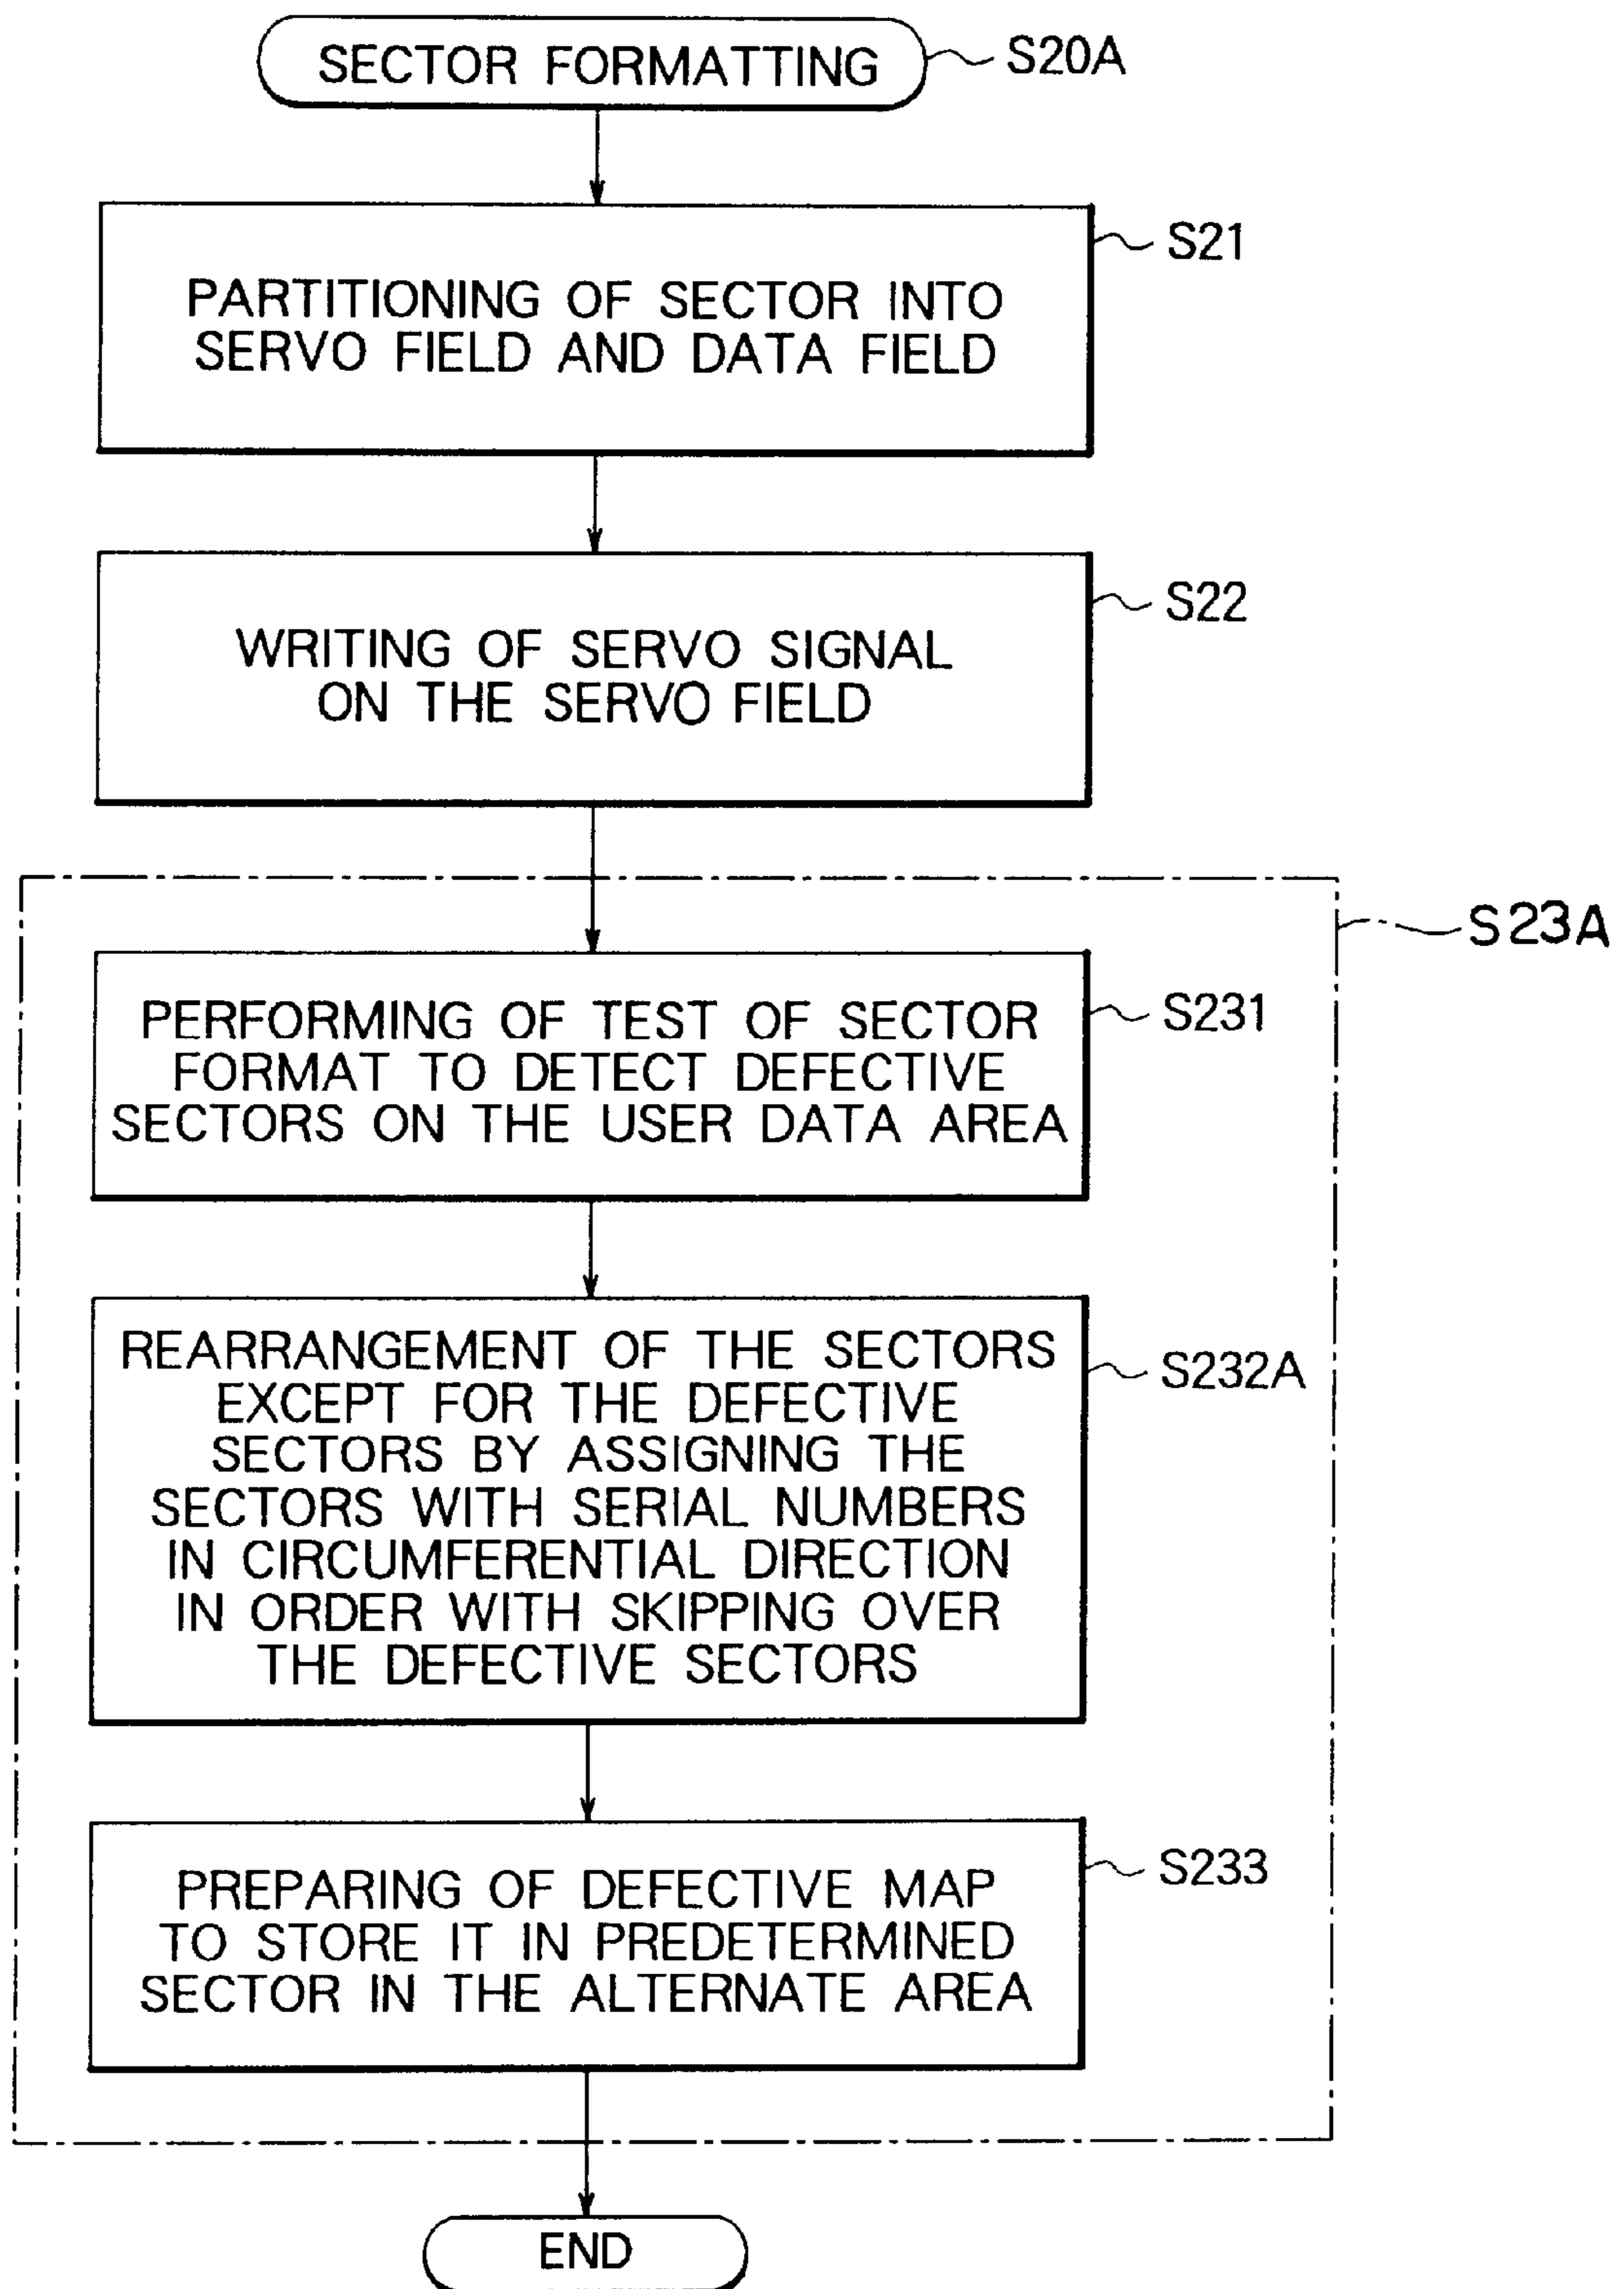 SECTOR FORMATTING
S20A
PARTITIONING OF SECTOR INTO
SERVO FIELD AND DATA FIELD
S21
WRITING OF SERVO SIGNAL
ON THE SERVO FIELD
S22
S23A
PERFORMING OF TEST OF SECTOR
FORMAT TO DETECT DEFECTIVE
SECTORS ON THE USER DATA AREA
S231
REARRANGEMENT OF THE SECTORS
EXCEPT FOR THE DEFECTIVE
SECTORS BY ASSIGNING THE
SECTORS WITH SERIAL NUMBERS
IN CIRCUMFERENTIAL DIRECTION
IN ORDER WITH SKIPPING OVER
THE DEFECTIVE SECTORS
S232A
PREPARING OF DEFECTIVE MAP
TO STORE IT IN PREDETERMINED
SECTOR IN THE ALTERNATE AREA
S233
END